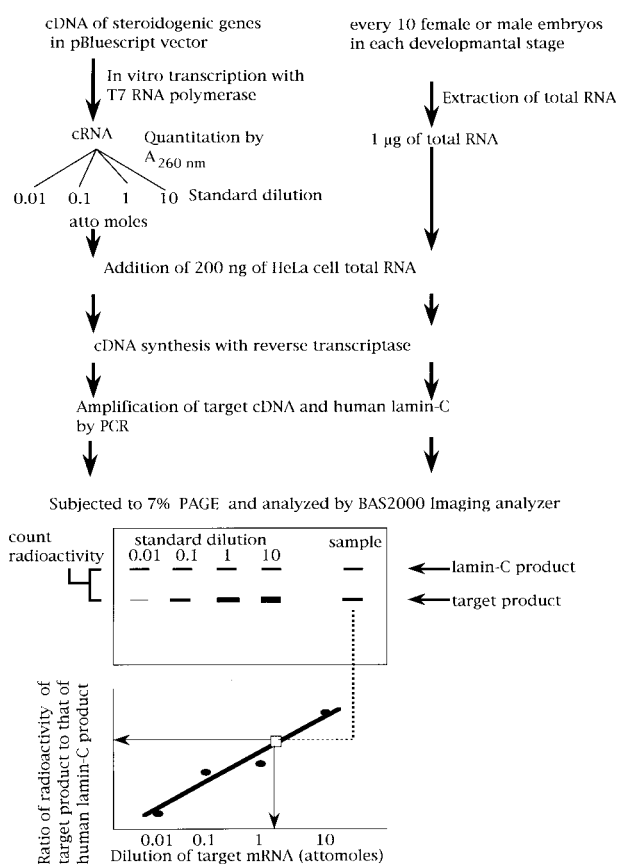 cDNA of steroidogenic genes
in pBluescript vector
every 10 female or male embryos
in each developmantal stage
In vitro transcription with
T7 RNA polymerase
Extraction of total RNA
cRNA
Quantitation by
A260 nm
1 µg of total RNA
0.01 0.1 1 10 Standard dilution
atto moles
Addition of 200 ng of HeLa cell total RNA
cDNA synthesis with reverse transcriptase
Amplification of target cDNA and human lamin-C
by PCR
Subjected to 7% PAGE and analyzed by BAS2000 Imaging analyzer
count
radioactivity
standard dilution
0.01 0.1 1 10
sample
lamin-C product
target product
Ratio of radioactivity of
target product to that of
human lamin-C product
0.01 0.1 1 10
Dilution of target mRNA (attomoles)